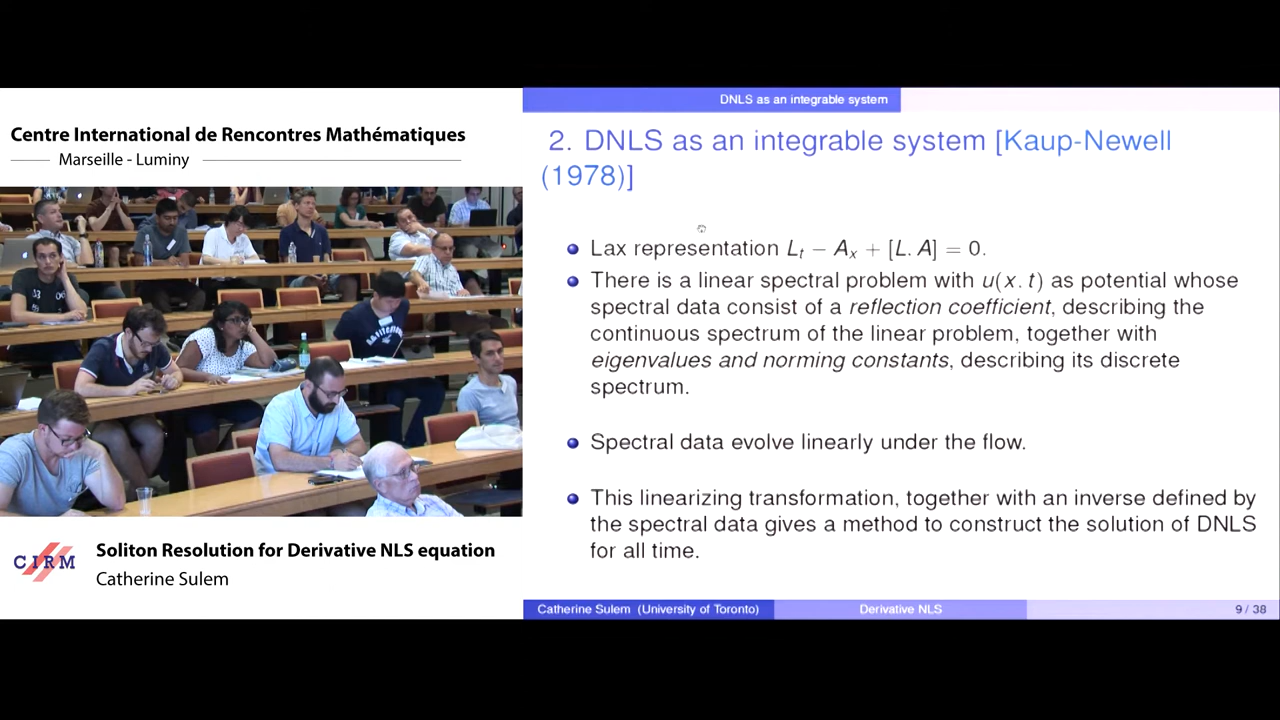 Centre International de Rencontres Mathématiques
Marseille - Luminy
CIRM
Soliton Resolution for Derivative NLS equation
Catherine Sulem
DNLS as an integrable system
2. DNLS as an integrable system [Kaup-Newell
(1978)]
Lax representation Lₜ − Aₓ + [L. A] = 0.
There is a linear spectral problem with u(x. t) as potential whose
spectral data consist of a reflection coefficient, describing the
continuous spectrum of the linear problem, together with
eigenvalues and norming constants, describing its discrete
spectrum.
Spectral data evolve linearly under the flow.
This linearizing transformation, together with an inverse defined by
the spectral data gives a method to construct the solution of DNLS
for all time.
Catherine Sulem (University of Toronto)
Derivative NLS
9 / 38